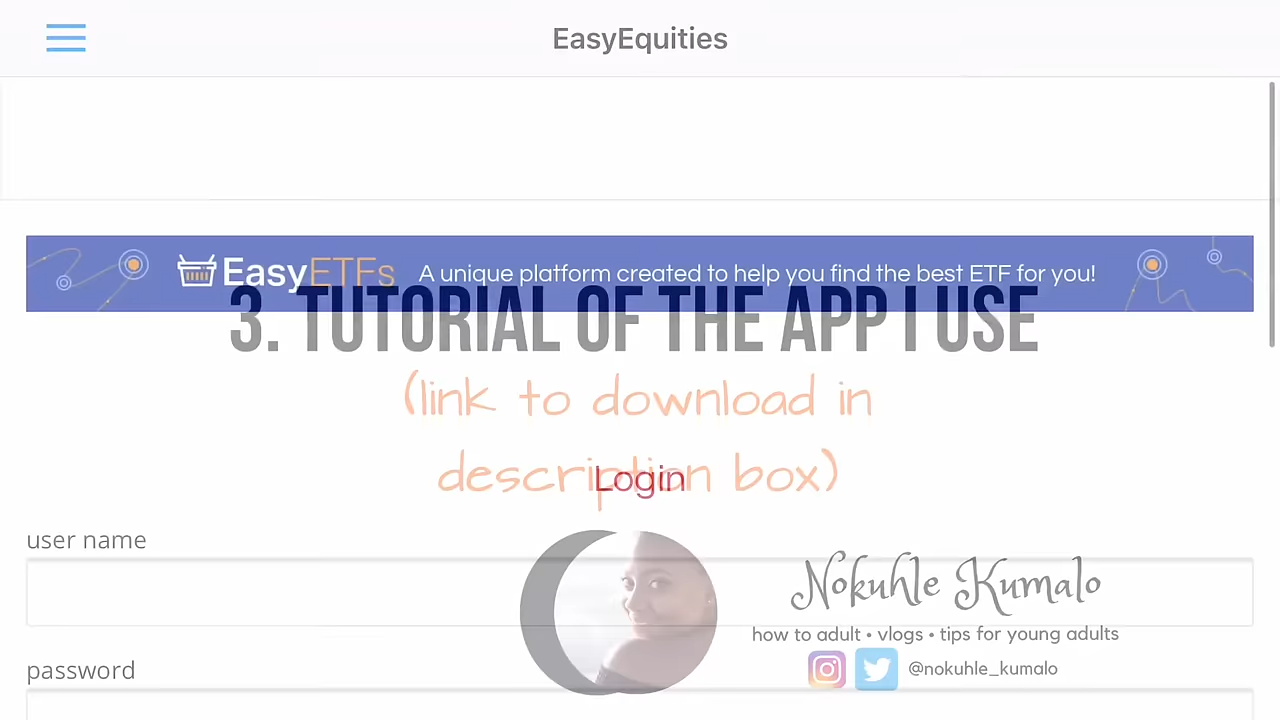 EasyEquities
EasyETFs A unique platform created to help you find the best ETF for you!
3. TUTORIAL OF THE APP I USE
(link to download in
description box)
Login
user name
Nokuhle Kumalo
how to adult • vlogs • tips for young adults
@nokuhle_kumalo
password